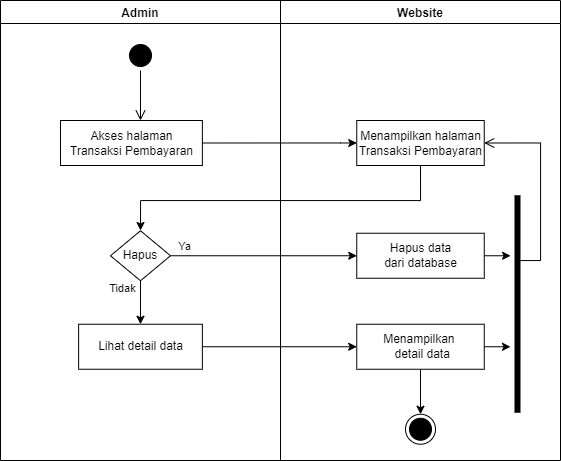 Admin
Website
Akses halaman
Transaksi Pembayaran
Menampilkan halaman
Transaksi Pembayaran
Hapus
Ya
Hapus data
dari database
Tidak
Lihat detail data
Menampilkan
detail data